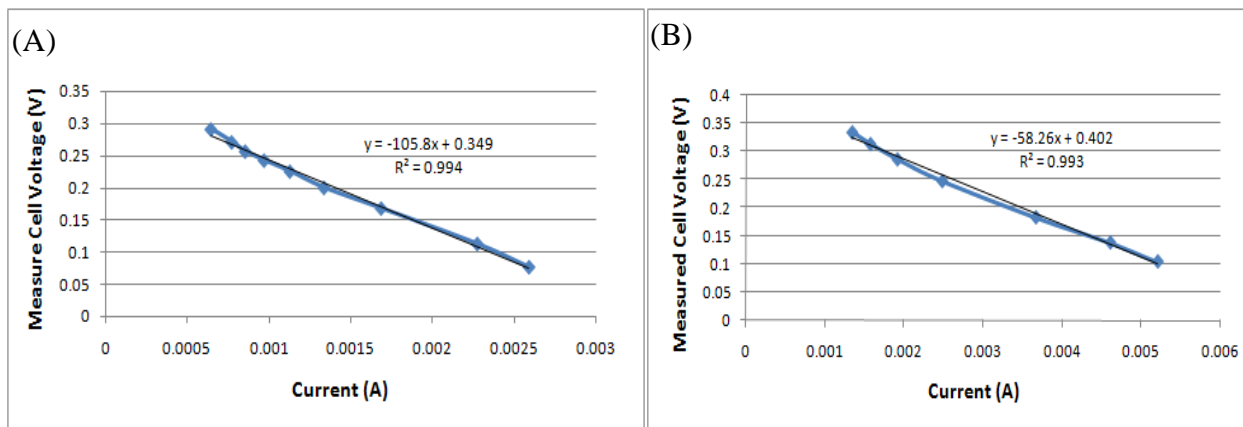 (A)
Measure Cell Voltage (V)
0.35
0.3
0.25
0.2
0.15
0.1
0.05
0
y = -105.8x + 0.349
R² = 0.994
0 0.0005 0.001 0.0015 0.002 0.0025 0.003
Current (A)
(B)
Measured Cell Voltage (V)
0.4
0.35
0.3
0.25
0.2
0.15
0.1
0.05
0
y = -58.26x + 0.402
R² = 0.993
0 0.001 0.002 0.003 0.004 0.005 0.006
Current (A)